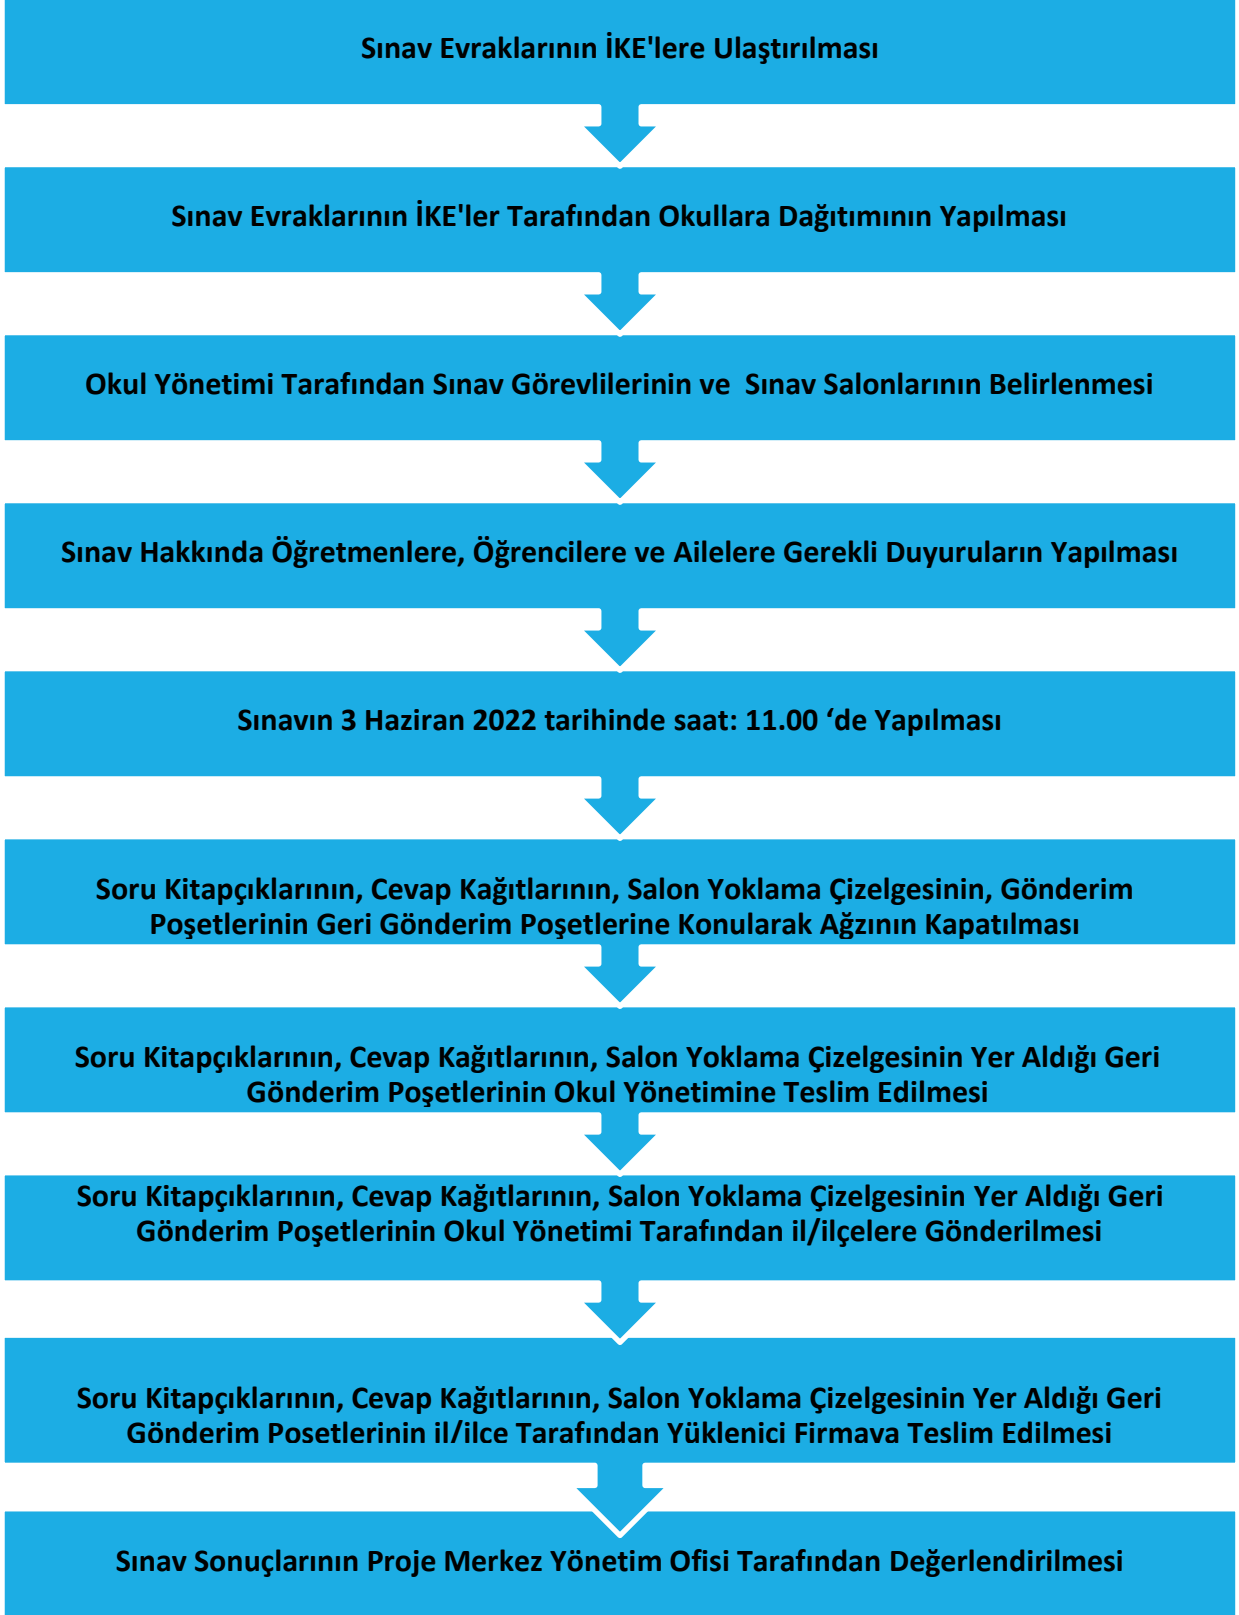 Sınav Evraklarının İKE'lere Ulaştırılması
Sınav Evraklarının İKE'ler Tarafından Okullara Dağıtımının Yapılması
Okul Yönetimi Tarafından Sınav Görevlilerinin ve Sınav Salonlarının Belirlenmesi
Sınav Hakkında Öğretmenlere, Öğrencilere ve Ailelere Gerekli Duyuruların Yapılması
Sınavın 3 Haziran 2022 tarihinde saat: 11.00 ‘de Yapılması
Soru Kitapçıklarının, Cevap Kağıtlarının, Salon Yoklama Çizelgesinin, Gönderim
Poşetlerinin Geri Gönderim Poşetlerine Konularak Ağzının Kapatılması
Soru Kitapçıklarının, Cevap Kağıtlarının, Salon Yoklama Çizelgesinin Yer Aldığı Geri
Gönderim Poşetlerinin Okul Yönetimine Teslim Edilmesi
Soru Kitapçıklarının, Cevap Kağıtlarının, Salon Yoklama Çizelgesinin Yer Aldığı Geri
Gönderim Poşetlerinin Okul Yönetimi Tarafından il/ilçelere Gönderilmesi
Soru Kitapçıklarının, Cevap Kağıtlarının, Salon Yoklama Çizelgesinin Yer Aldığı Geri
Gönderim Poşetlerinin il/ilçe Tarafından Yüklenici Firmaya Teslim Edilmesi
Sınav Sonuçlarının Proje Merkez Yönetim Ofisi Tarafından Değerlendirilmesi